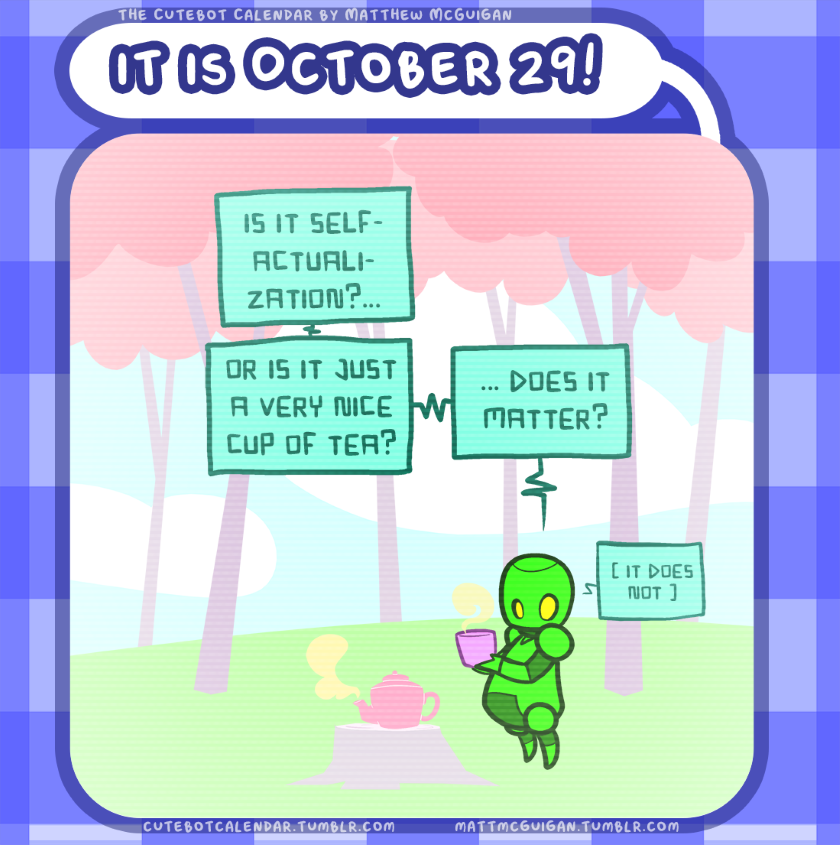 THE CUTEBOT CALENDAR BY MATTHEW MCGUIGAN
IT IS OCTOBER 29!
IS IT SELF-
ACTUALI-
ZATION?...
OR IS IT JUST
A VERY NICE
CUP OF TEA?
... DOES IT
MATTER?
[ IT DOES
NOT ]
CUTEBOTCALENDAR.TUMBLR.COM
MATTMCGUIGAN.TUMBLR.COM